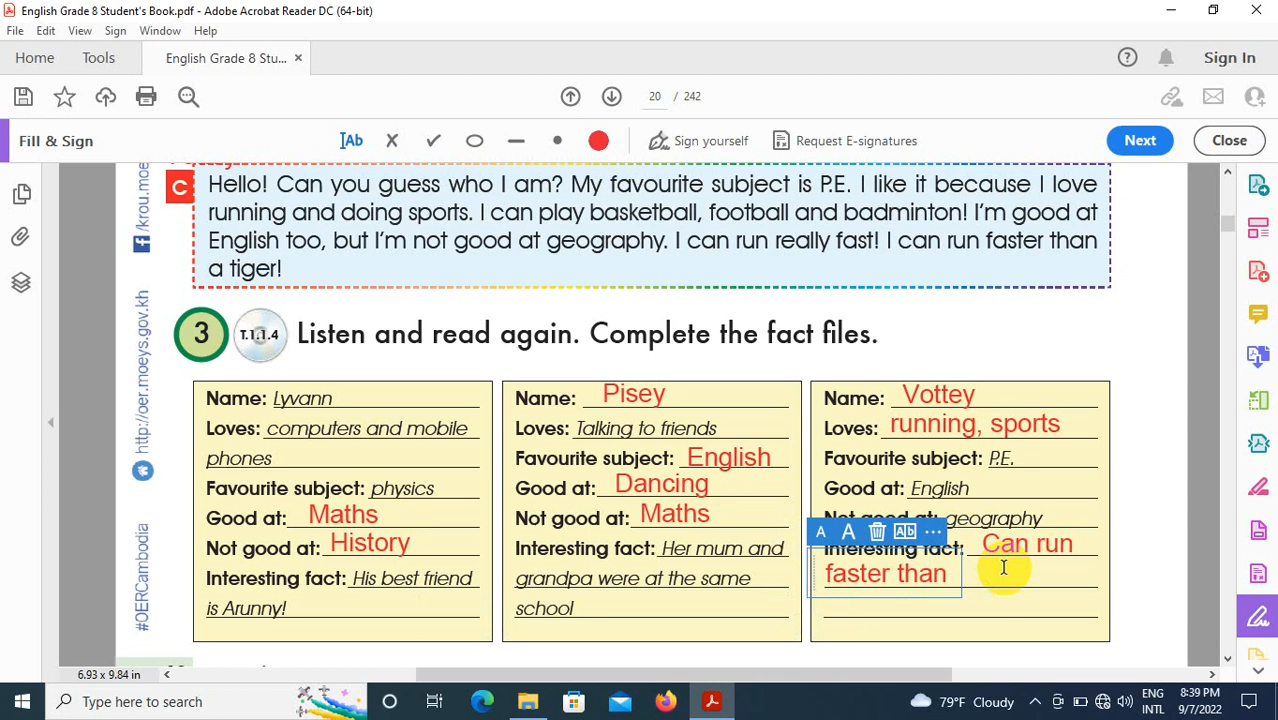 English Grade 8 Student's Book.pdf - Adobe Acrobat Reader DC (64-bit)
File Edit View Sign Window Help
Home Tools English Grade 8 Stu... × Sign In
20 / 242
Fill & Sign Ab Sign yourself Request E-signatures Next Close
C
Hello! Can you guess who I am? My favourite subject is P.E. I like it because I love
running and doing sports. I can play basketball, football and badminton! I'm good at
English too, but I'm not good at geography. I can run really fast! I can run faster than
a tiger!
3 T.1.1.4 Listen and read again. Complete the fact files.
Name: Lyvann
Loves: computers and mobile
phones
Favourite subject: physics
Good at: Maths
Not good at: History
Interesting fact: His best friend
is Arunny!
Name: Pisey
Loves: Talking to friends
Favourite subject: English
Good at: Dancing
Not good at: Maths
Interesting fact: Her mum and
grandpa were at the same
school
Name: Vottey
Loves: running, sports
Favourite subject: P.E.
Good at: English
Not good at: geography
Interesting fact: Can run
faster than
A A AB ...
/krou.moe
http://oer.moeys.gov.kh
#OERCambodia
6.93 x 9.84 in
Type here to search
79°F Cloudy
ENG
INTL
8:39 PM
9/7/2022